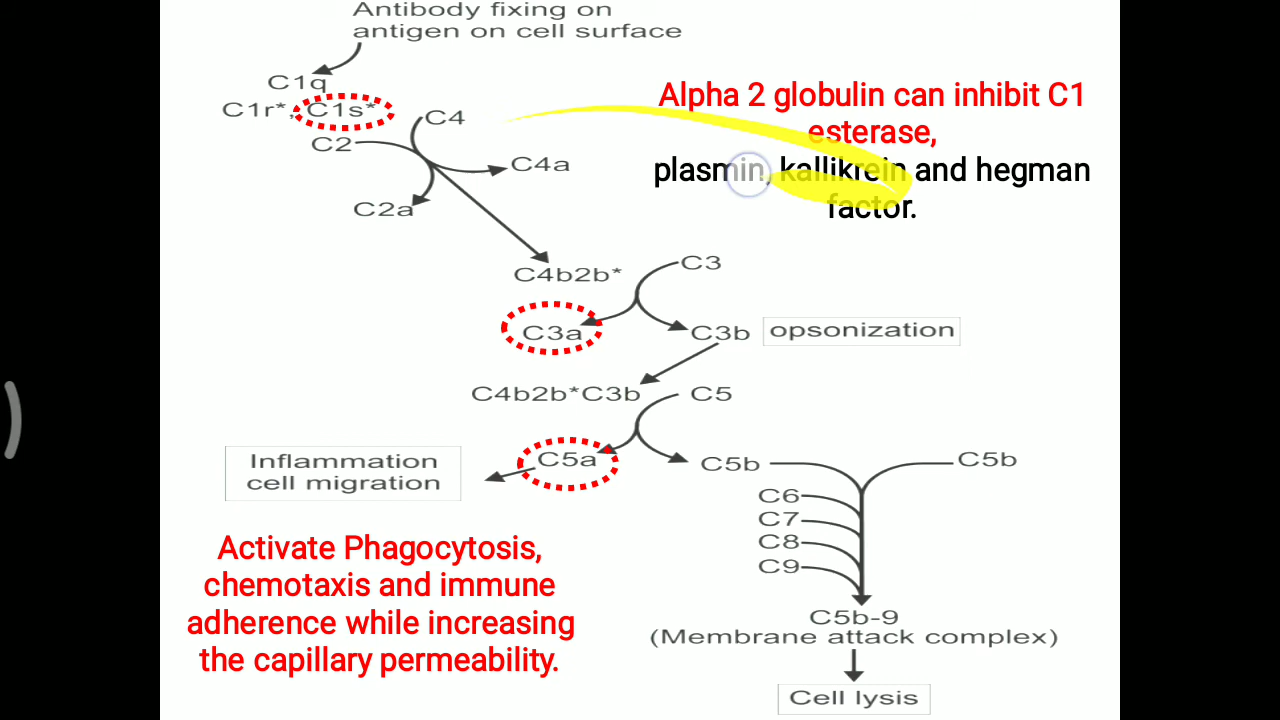 Antibody fixing on
antigen on cell surface
C1q
C1r*, C1s*
C4
C2
C4a
C2a
Alpha 2 globulin can inhibit C1
esterase,
plasmin, kallikrein and hegman
factor.
C4b2b*
C3
C3a
C3b
opsonization
C4b2b*C3b
C5
C5a
Inflammation
cell migration
C5b
C5b
C6
C7
C8
C9
Activate Phagocytosis,
chemotaxis and immune
adherence while increasing
the capillary permeability.
C5b-9
(Membrane attack complex)
Cell lysis